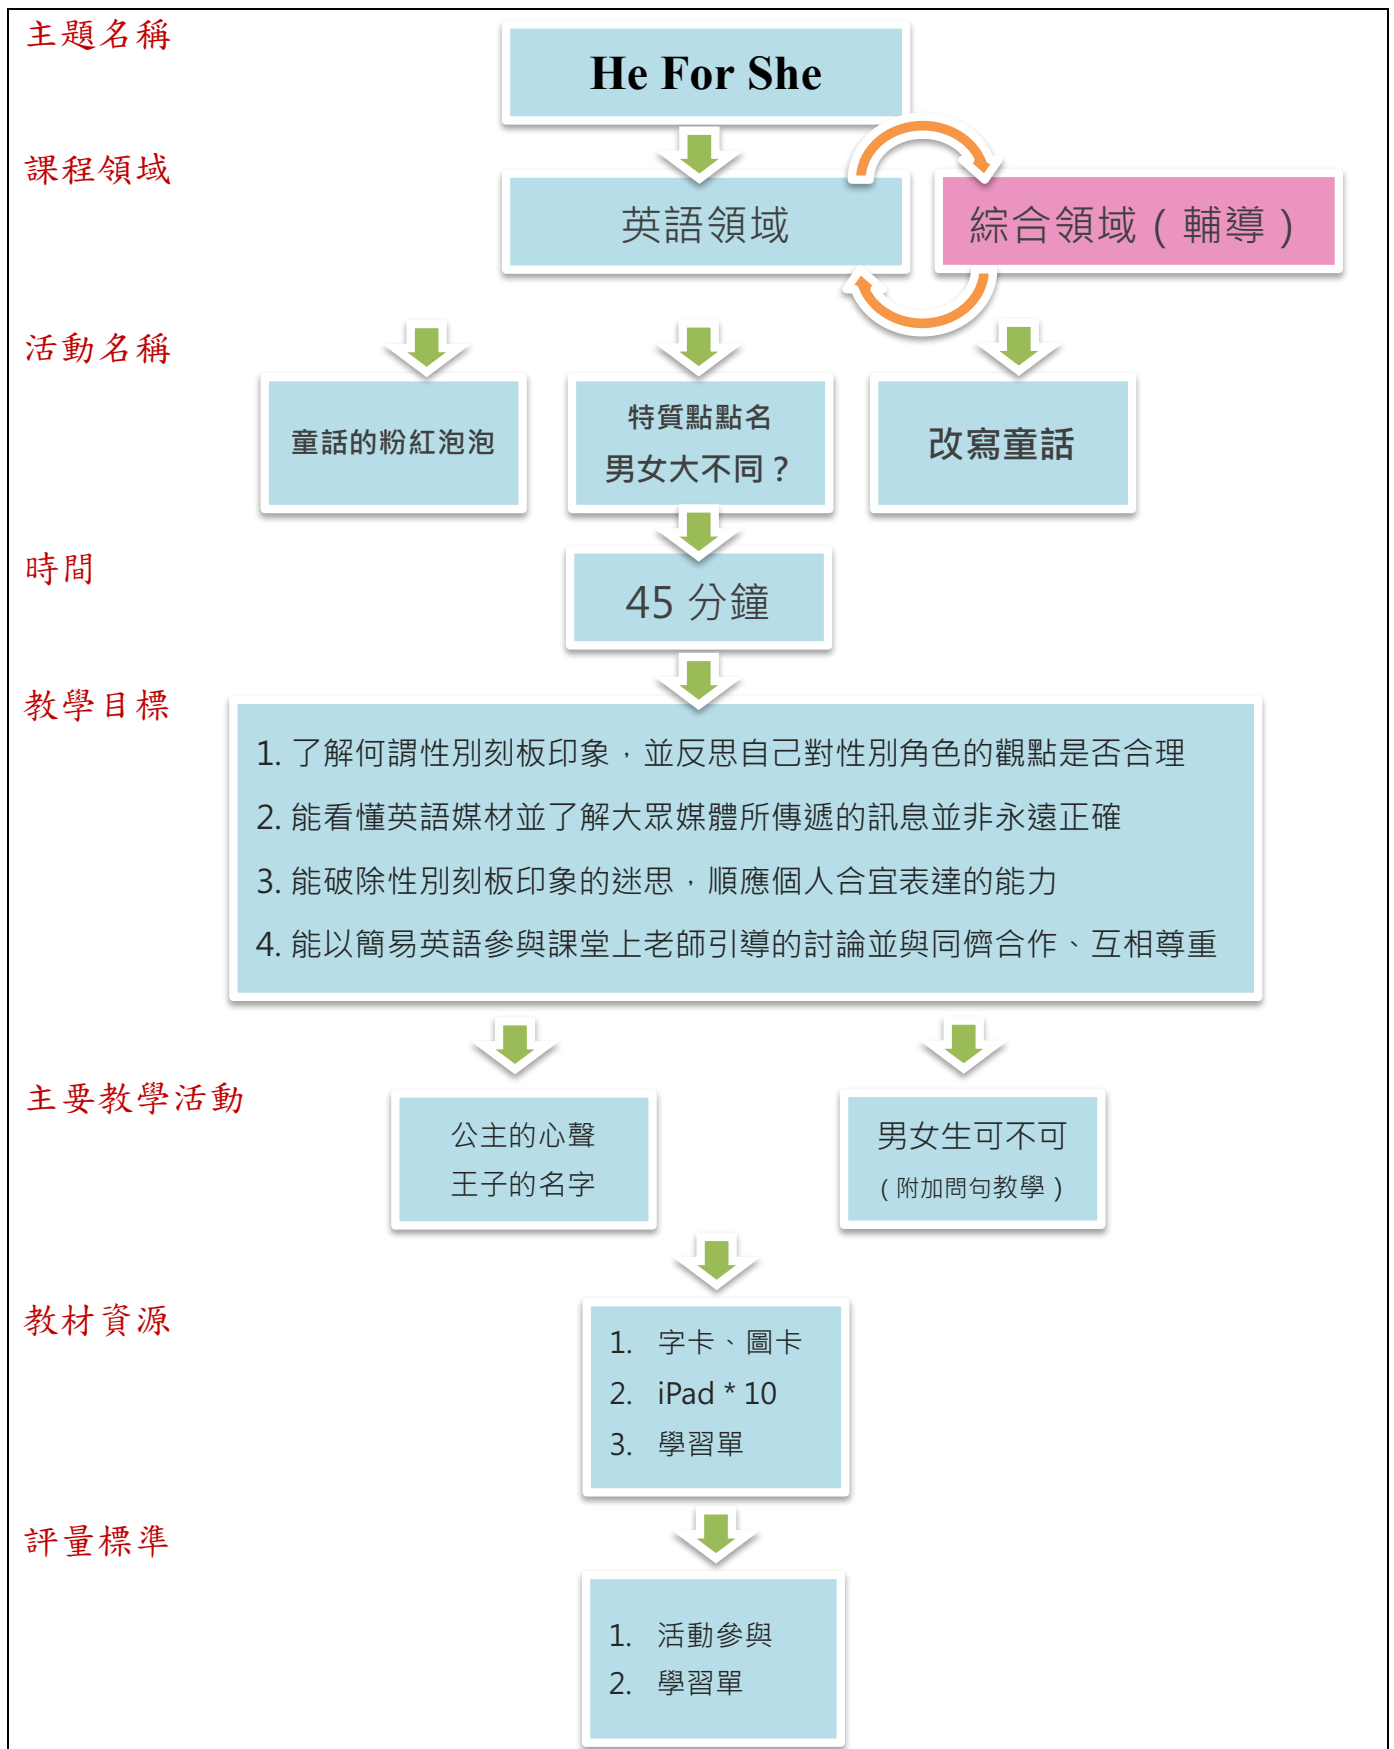 主題名稱
He For She
課程領域
英語領域
綜合領域（輔導）
活動名稱
童話的粉紅泡泡
特質點點名
男女大不同？
改寫童話
時間
45 分鐘
教學目標
1. 了解何謂性別刻板印象，並反思自己對性別角色的觀點是否合理
2. 能看懂英語媒材並了解大眾媒體所傳遞的訊息並非永遠正確
3. 能破除性別刻板印象的迷思，順應個人合宜表達的能力
4. 能以簡易英語參與課堂上老師引導的討論並與同儕合作、互相尊重
主要教學活動
公主的心聲
王子的名字
男女生可不可
（附加問句教學）
教材資源
1. 字卡、圖卡
2. iPad * 10
3. 學習單
評量標準
1. 活動參與
2. 學習單